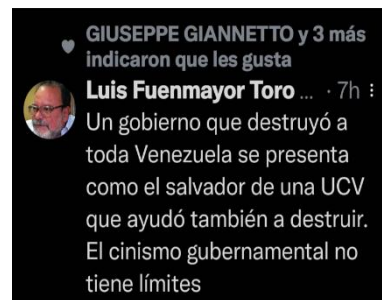 GIUSEPPE GIANNETTO y 3 más
indicaron que les gusta
Luis Fuenmayor Toro ... · 7h
Un gobierno que destruyó a
toda Venezuela se presenta
como el salvador de una UCV
que ayudó también a destruir.
El cinismo gubernamental no
tiene límites